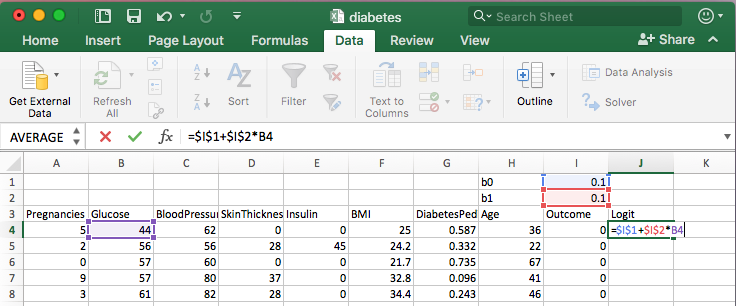 diabetes
Search Sheet
Home Insert Page Layout Formulas Data Review View Share
Get External Data
Refresh All
Sort
Filter
Text to Columns
Outline
Data Analysis
Solver
AVERAGE fx =$I$1+$I$2*B4
A B C D E F G H I J K
1 b0 0.1
2 b1 0.1
3 Pregnancies Glucose BloodPressu SkinThicknes Insulin BMI DiabetesPed Age Outcome Logit
4 5 44 62 0 0 25 0.587 36 0 =$I$1+$I$2*B4
5 2 56 56 28 45 24.2 0.332 22 0
6 0 57 60 0 0 21.7 0.735 67 0
7 9 57 80 37 0 32.8 0.096 41 0
8 3 61 82 28 0 34.4 0.243 46 0